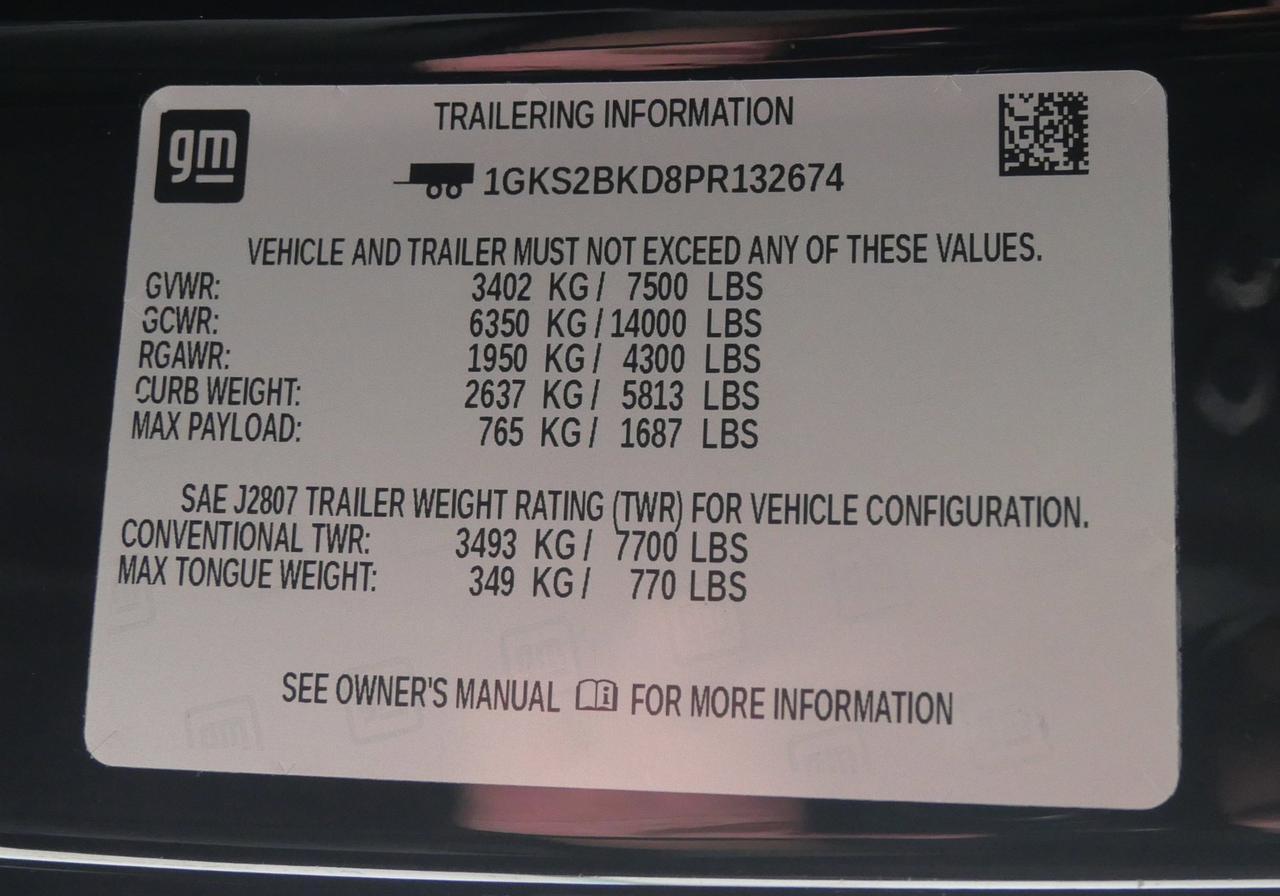 gm
TRAILERING INFORMATION
1GKS2BKD8PR132674
VEHICLE AND TRAILER MUST NOT EXCEED ANY OF THESE VALUES.
GVWR: 3402 KG / 7500 LBS
GCWR: 6350 KG / 14000 LBS
RGAWR: 1950 KG / 4300 LBS
CURB WEIGHT: 2637 KG / 5813 LBS
MAX PAYLOAD: 765 KG / 1687 LBS
SAE J2807 TRAILER WEIGHT RATING (TWR) FOR VEHICLE CONFIGURATION.
CONVENTIONAL TWR: 3493 KG / 7700 LBS
MAX TONGUE WEIGHT: 349 KG / 770 LBS
SEE OWNER'S MANUAL i FOR MORE INFORMATION